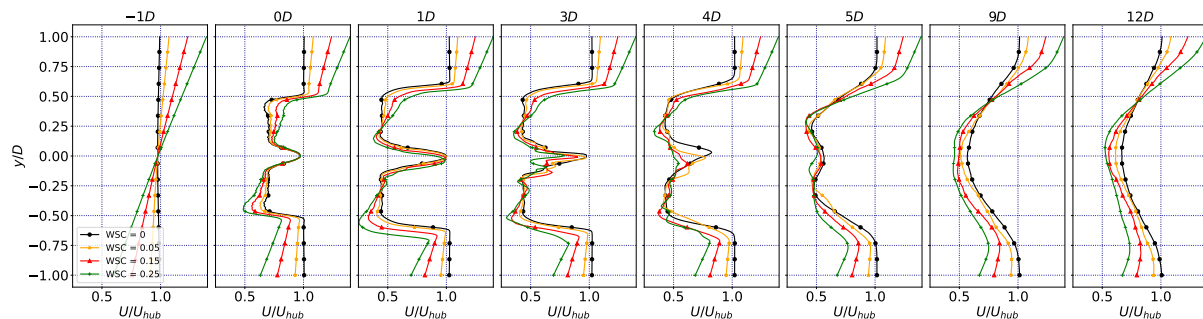 −1D 0D 1D 3D 4D 5D 9D 12D
1.00
0.75
0.50
0.25
0.00
−0.25
−0.50
−0.75
−1.00
y/D
WSC = 0
WSC = 0.05
WSC = 0.15
WSC = 0.25
0.5 1.0 0.5 1.0 0.5 1.0 0.5 1.0 0.5 1.0 0.5 1.0 0.5 1.0 0.5 1.0
U/U_hub U/U_hub U/U_hub U/U_hub U/U_hub U/U_hub U/U_hub U/U_hub